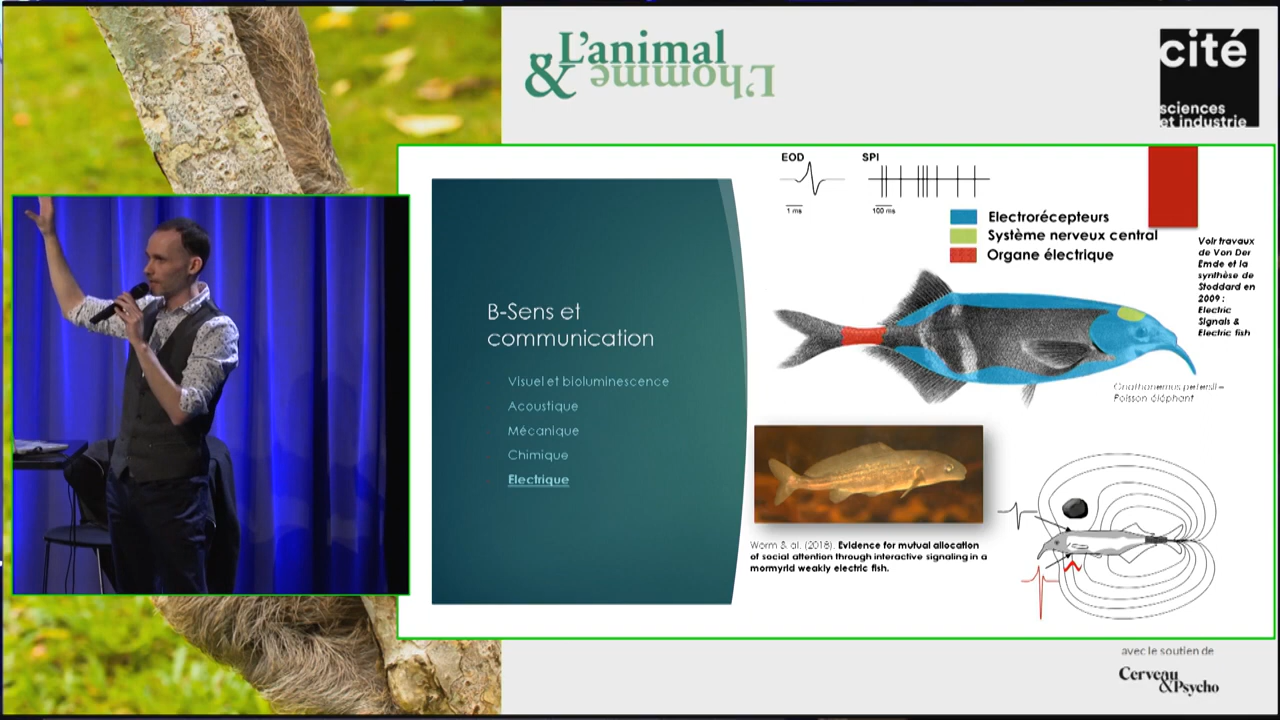 L'animal
& L'homme
cité
sciences
et industrie
EOD
SPI
1 ms
100 ms
Electrorécepteurs
Système nerveux central
Organe électrique
Voir travaux
de Von Der
Emde et la
synthèse de
Stoddard en
2009 :
Electric
Signals &
Electric fish
B-Sens et
communication
Visuel et bioluminescence
Acoustique
Mécanique
Chimique
Electrique
Gnathonemus petersii –
Poisson éléphant
Worm & al. (2018). Evidence for mutual allocation
of social attention through interactive signaling in a
mormyrid weakly electric fish.
avec le soutien de
Cerveau
&Psycho